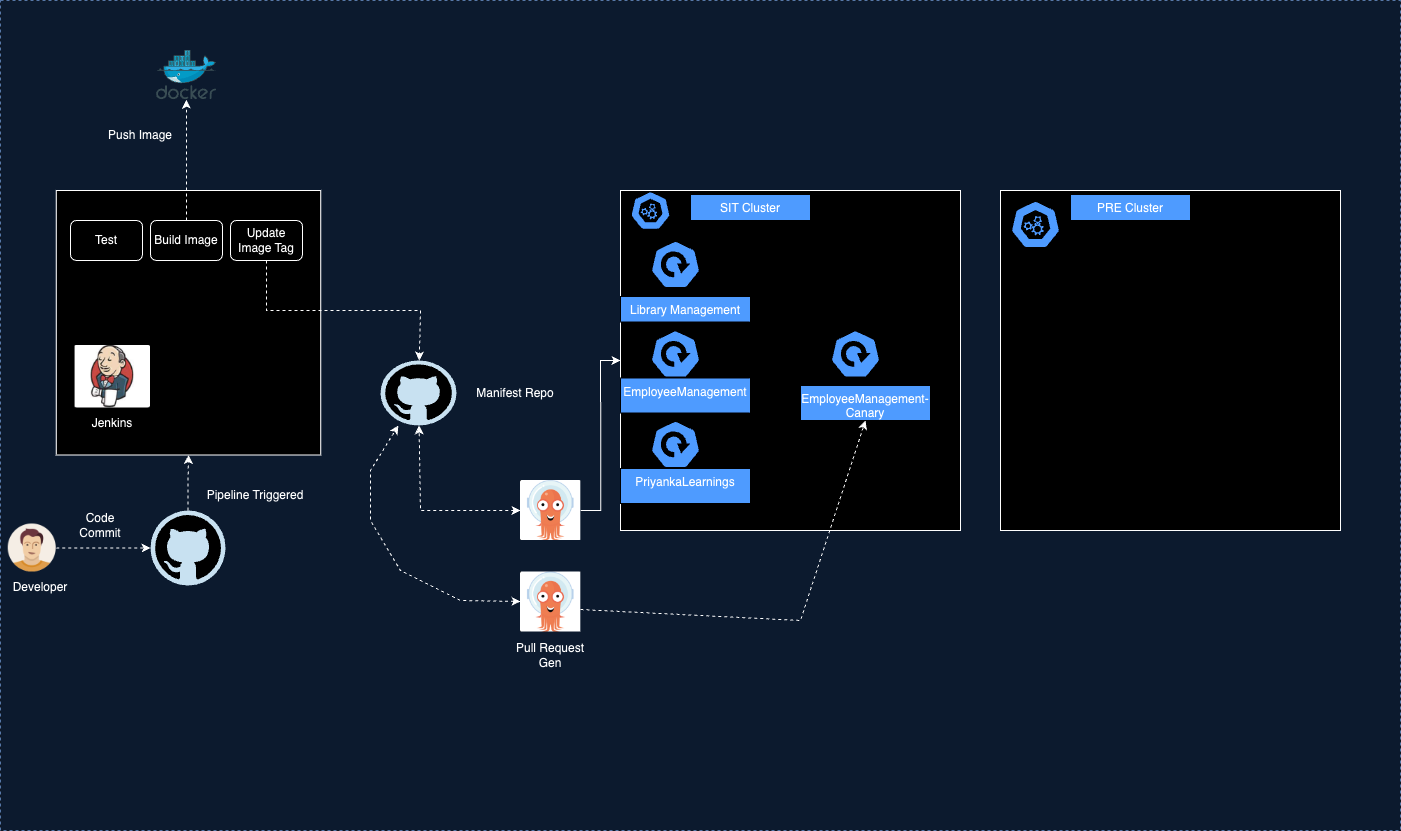 docker
Push Image
Test
Build Image
Update
Image Tag
Jenkins
Pipeline Triggered
Code
Commit
Developer
Manifest Repo
Pull Request
Gen
SIT Cluster
Library Management
EmployeeManagement
PriyankaLearnings
EmployeeManagement-
Canary
PRE Cluster